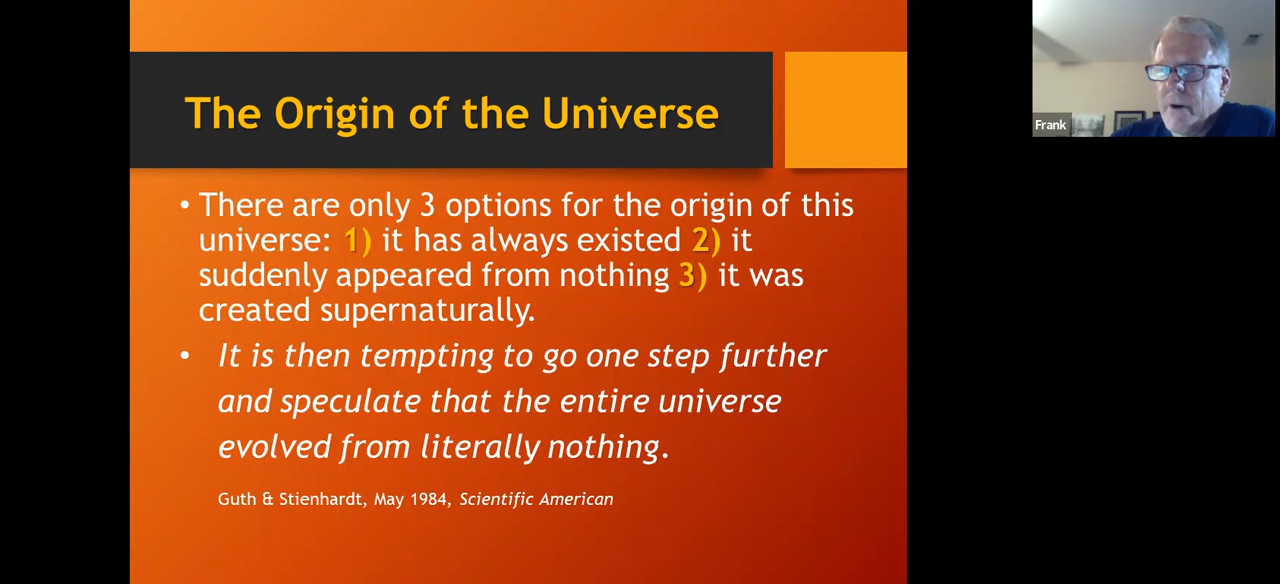 The Origin of the Universe
• There are only 3 options for the origin of this
universe: 1) it has always existed 2) it
suddenly appeared from nothing 3) it was
created supernaturally.
• It is then tempting to go one step further
and speculate that the entire universe
evolved from literally nothing.
Guth & Stienhardt, May 1984, Scientific American
Frank